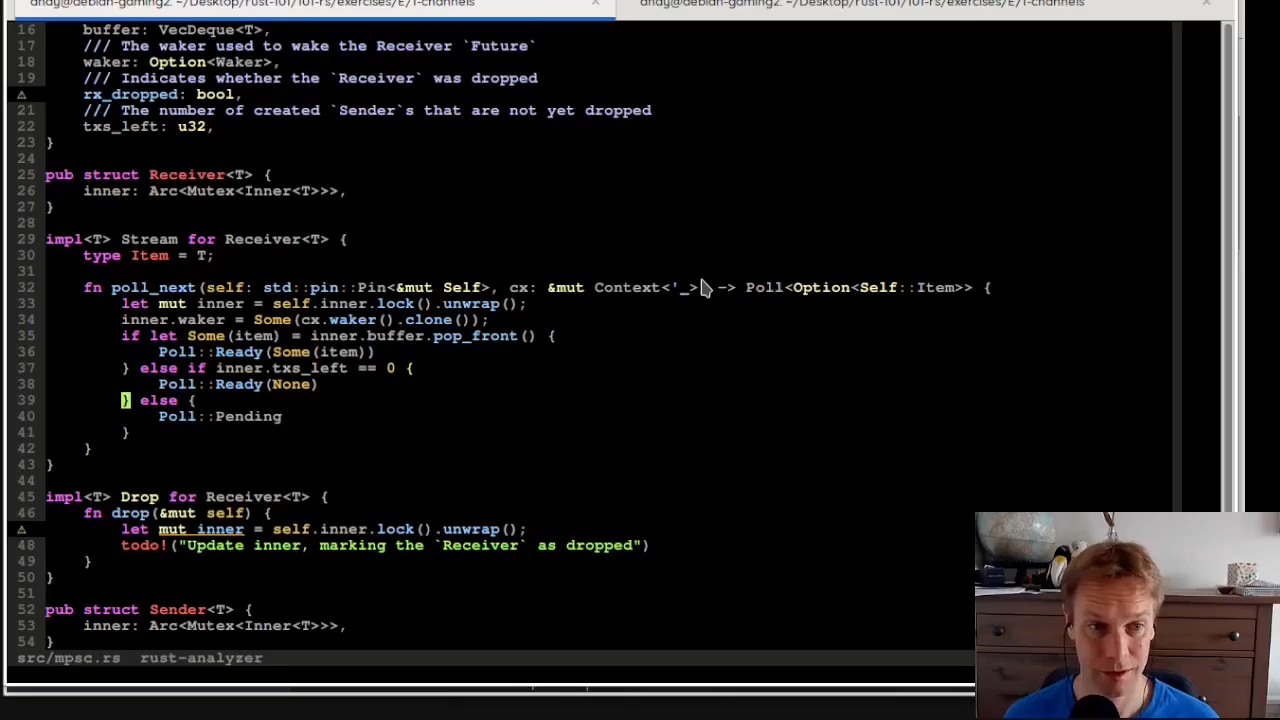 andy@debian-gaming2: ~/Desktop/rust-101/101-rs/exercises/E/1-channels × andy@debian-gaming2: ~/Desktop/rust-101/101-rs/exercises/E/1-channels ×
16 buffer: VecDeque<T>,
17 /// The waker used to wake the Receiver `Future`
18 waker: Option<Waker>,
19 /// Indicates whether the `Receiver` was dropped
⚠ rx_dropped: bool,
21 /// The number of created `Sender`s that are not yet dropped
22 txs_left: u32,
23 }
24
25 pub struct Receiver<T> {
26 inner: Arc<Mutex<Inner<T>>>,
27 }
28
29 impl<T> Stream for Receiver<T> {
30 type Item = T;
31
32 fn poll_next(self: std::pin::Pin<&mut Self>, cx: &mut Context<'_>) -> Poll<Option<Self::Item>> {
33 let mut inner = self.inner.lock().unwrap();
34 inner.waker = Some(cx.waker().clone());
35 if let Some(item) = inner.buffer.pop_front() {
36 Poll::Ready(Some(item))
37 } else if inner.txs_left == 0 {
38 Poll::Ready(None)
39 } else {
40 Poll::Pending
41 }
42 }
43 }
44
45 impl<T> Drop for Receiver<T> {
46 fn drop(&mut self) {
⚠ let mut inner = self.inner.lock().unwrap();
48 todo!("Update inner, marking the `Receiver` as dropped")
49 }
50 }
51
52 pub struct Sender<T> {
53 inner: Arc<Mutex<Inner<T>>>,
54 }
src/mpsc.rs rust-analyzer